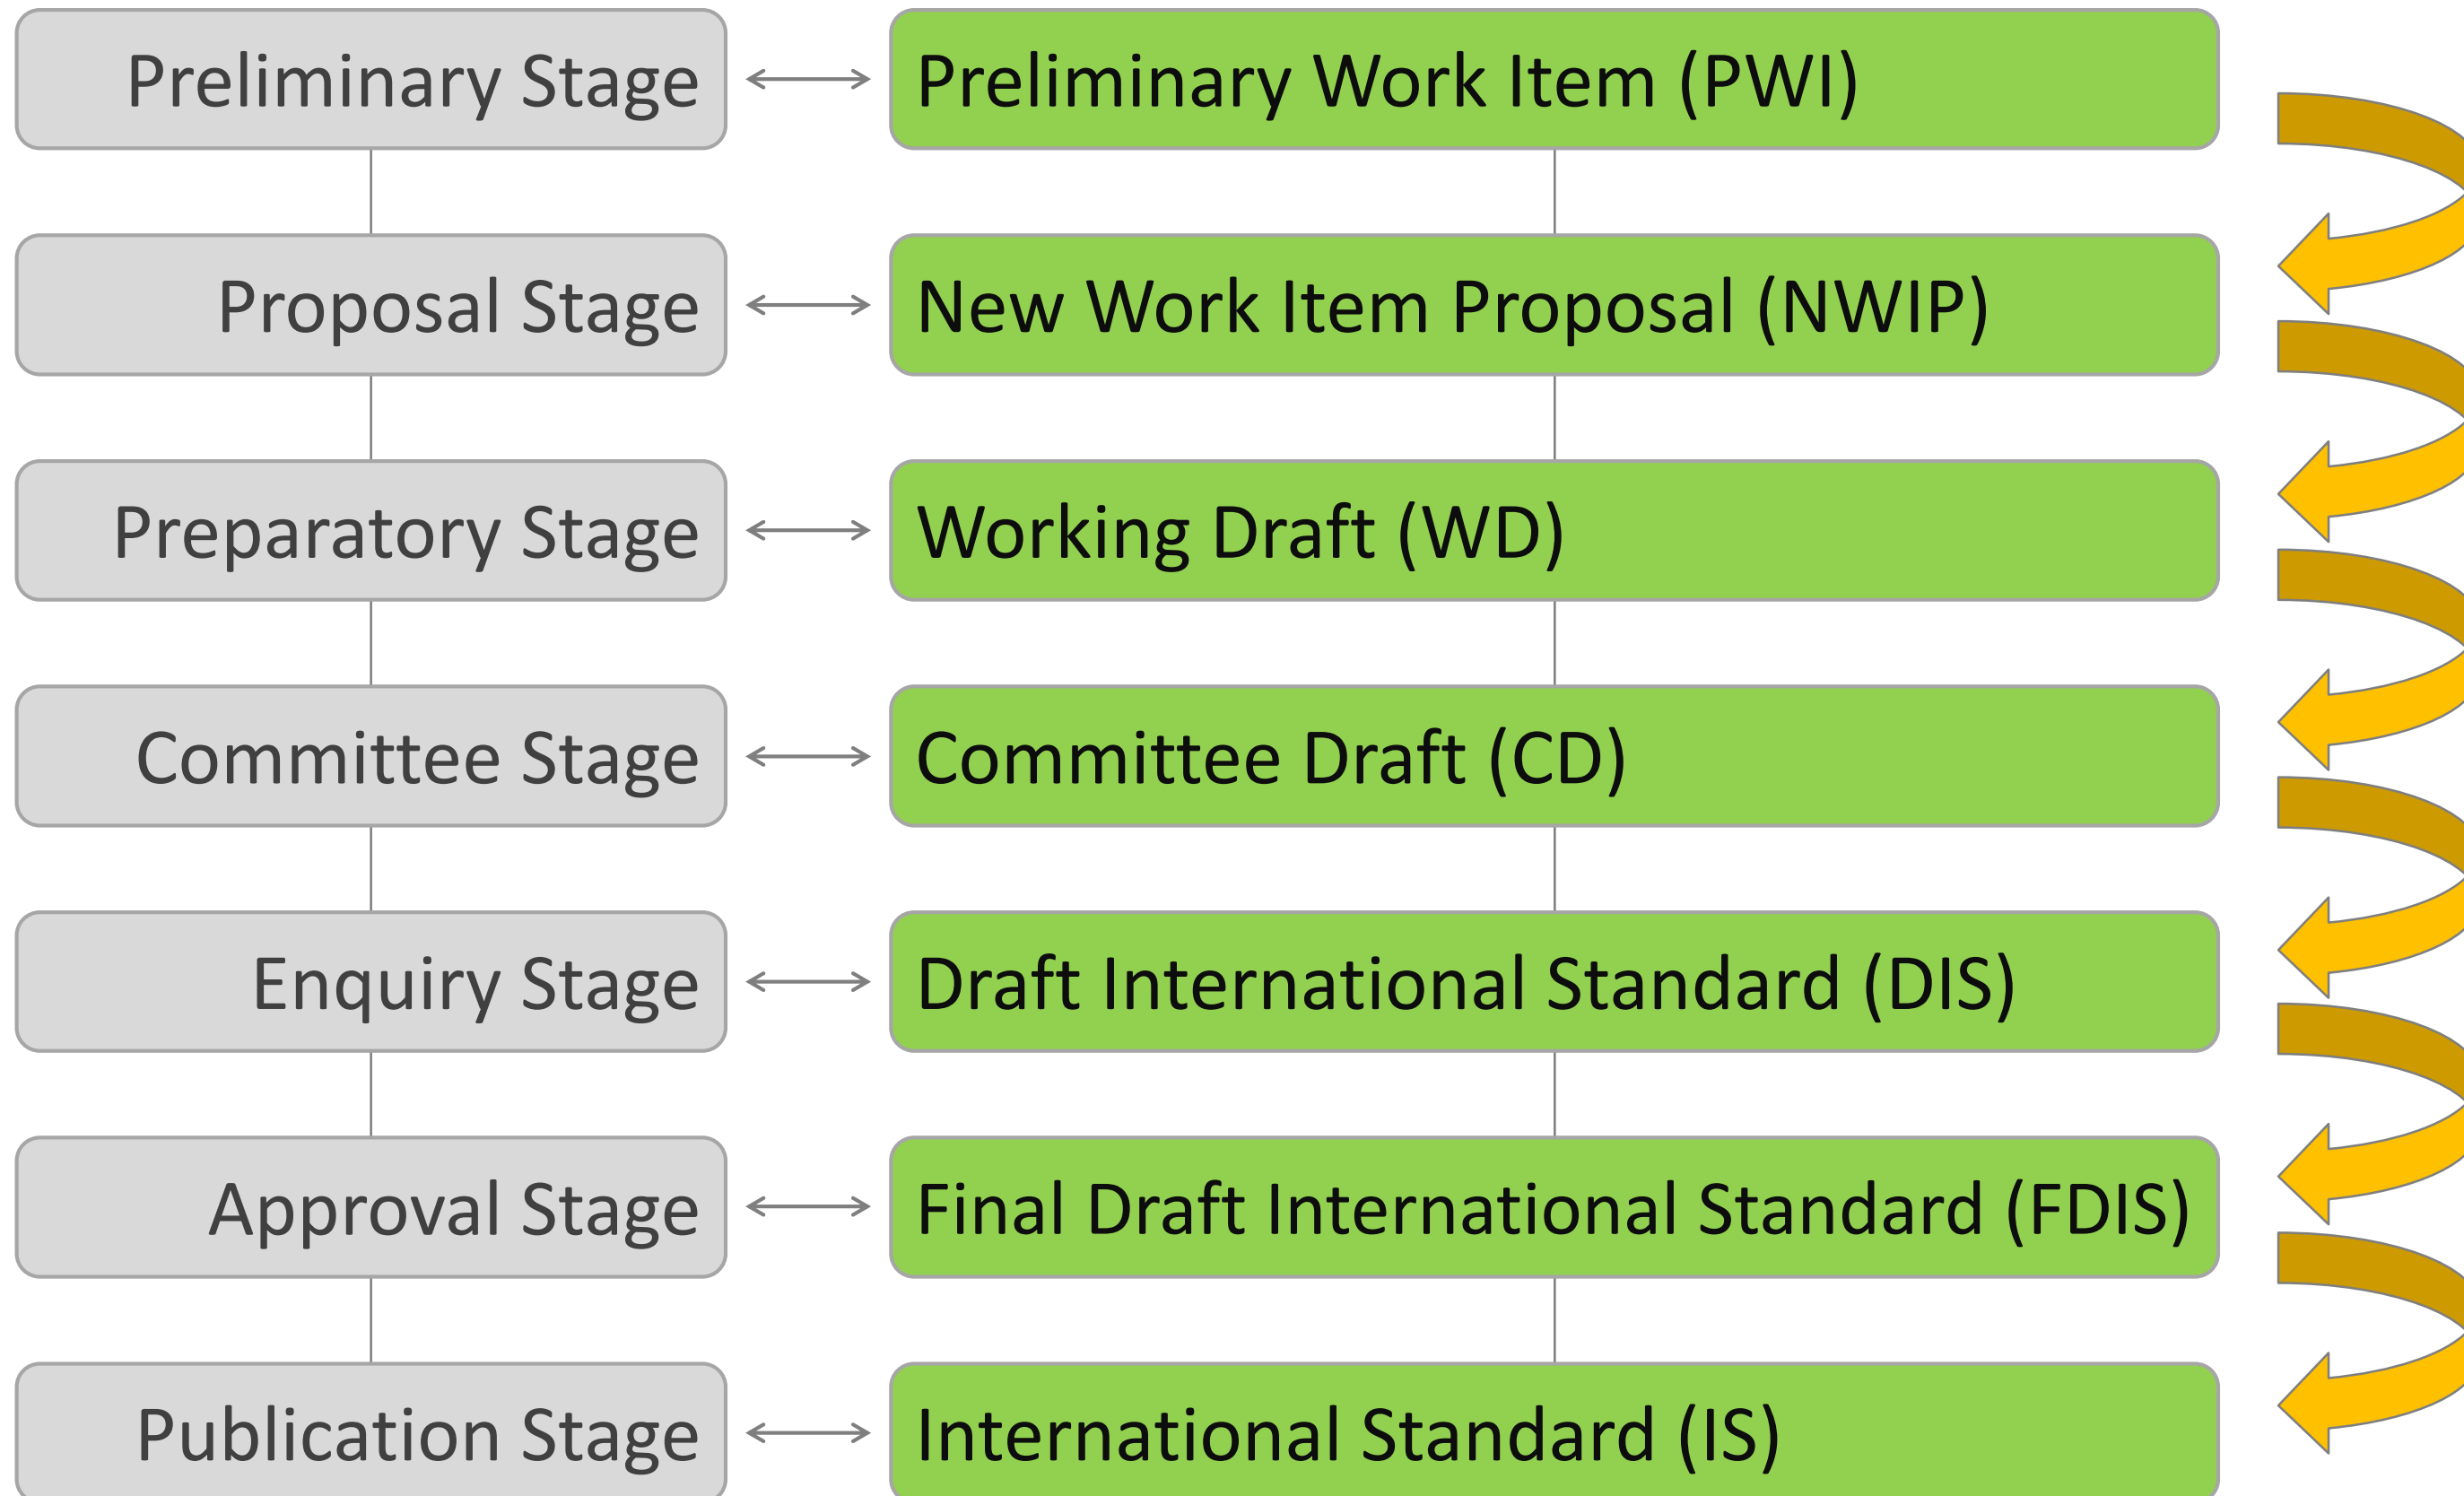 Preliminary Stage
Preliminary Work Item (PWI)
Proposal Stage
New Work Item Proposal (NWIP)
Preparatory Stage
Working Draft (WD)
Committee Stage
Committee Draft (CD)
Enquiry Stage
Draft International Standard (DIS)
Approval Stage
Final Draft International Standard (FDIS)
Publication Stage
International Standard (IS)